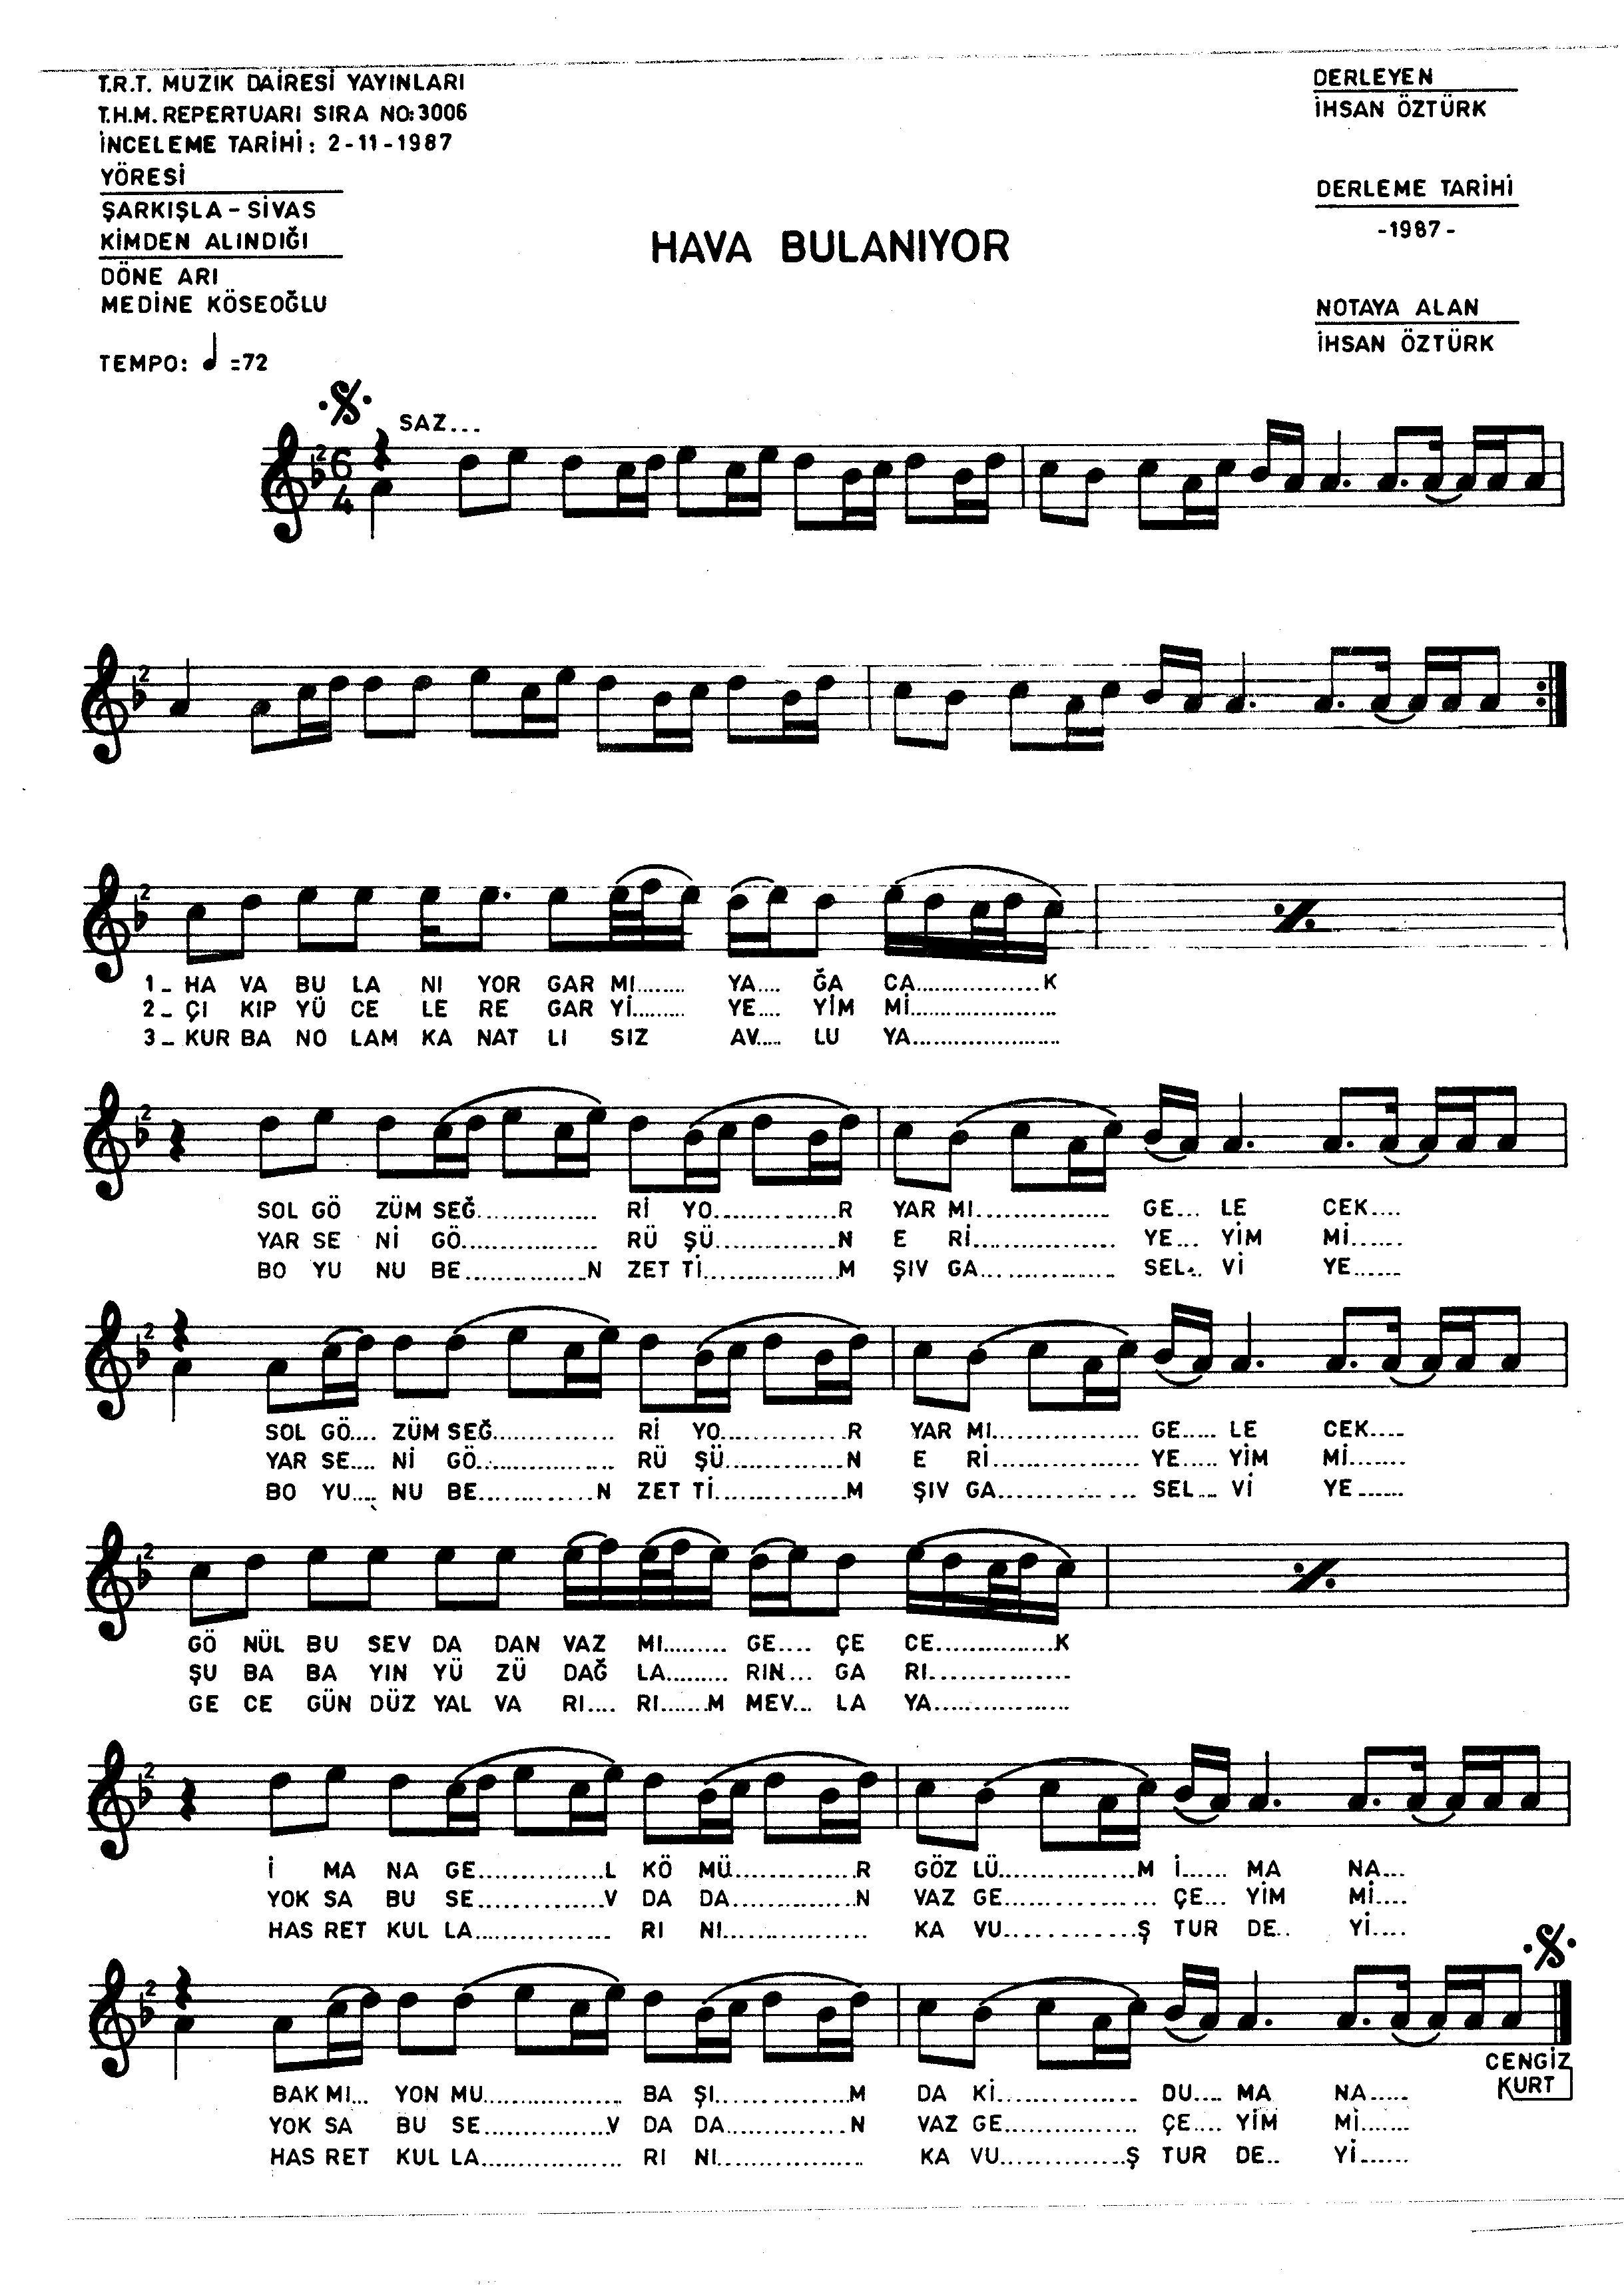 T.R.T. MUZIK DAİRESİ YAYINLARI
T.H.M. REPERTUARI SIRA NO: 3006
İNCELEME TARİHİ: 2-11-1987
YÖRESİ
ŞARKIŞLA - SİVAS
KİMDEN ALINDIĞI
DÖNE ARI
MEDİNE KÖSEOĞLU
TEMPO: ♩ =72
DERLEYEN
İHSAN ÖZTÜRK
DERLEME TARİHİ
-1987-
NOTAYA ALAN
İHSAN ÖZTÜRK
HAVA BULANIYOR
SAZ...
1_ HA VA BU LA NI YOR GAR MI........ YA.... ĞA CA.................K
2_ ÇI KIP YÜ CE LE RE GAR Yİ........ YE.... YİM Mİ....................
3_ KUR BA NO LAM KA NAT LI SIZ AV.... LU YA....................
SOL GÖ ZÜM SEĞ................ Rİ YO................R YAR MI................ GE... LE CEK....
YAR SE Nİ GÖ.................. RÜ ŞÜ................N E Rİ................ YE... YİM Mİ......
BO YU NU BE................N ZET Tİ................M ŞIV GA................ SEL.. Vİ YE......
SOL GÖ.... ZÜM SEĞ................ Rİ YO................R YAR MI.................. GE..... LE CEK....
YAR SE.... Nİ GÖ.................. RÜ ŞÜ................N E Rİ.................. YE..... YİM Mİ.......
BO YU.... NU BE................N ZET Tİ................M ŞIV GA.................. SEL.... Vİ YE......
GÖ NÜL BU SEV DA DAN VAZ MI......... GE.... ÇE CE................K
ŞU BA BA YIN YÜ ZÜ DAĞ LA......... RIN... GA RI..................
GE CE GÜN DÜZ YAL VA RI.... RI.......M MEV... LA YA..................
İ MA NA GE................L KÖ MÜ................R GÖZ LÜ.................M İ...... MA NA....
YOK SA BU SE................V DA DA................N VAZ GE.................. ÇE... YİM Mİ....
HAS RET KUL LA................. RI NI.................. KA VU.................Ş TUR DE.. Yİ.....
BAK MI... YON MU................. BA ŞI.................M DA Kİ.................. DU.... MA NA.....
YOK SA BU SE................V DA DA................N VAZ GE.................. ÇE.... YİM Mİ.......
HAS RET KUL LA.................. RI NI.................. KA VU................Ş TUR DE.. Yİ.......
CENGİZ
KURT